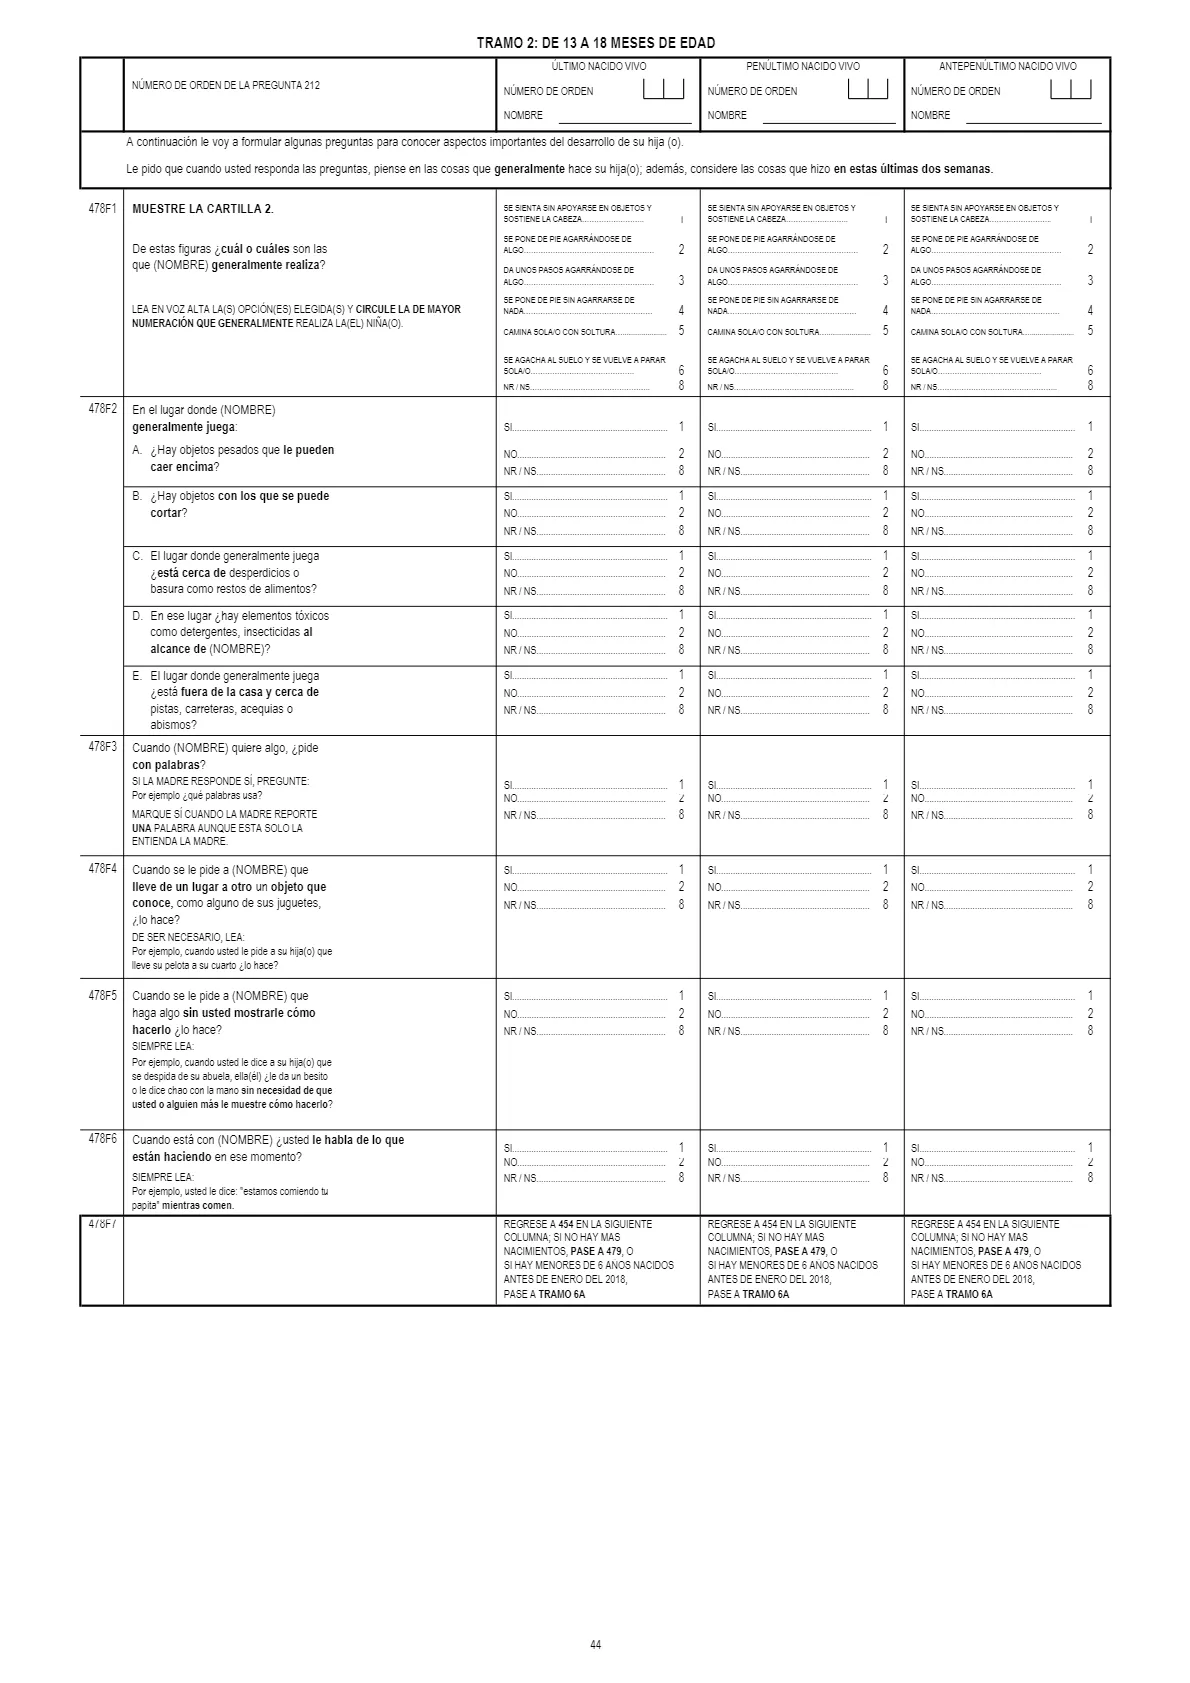 TRAMO 2: DE 13 A 18 MESES DE EDAD
NÚMERO DE ORDEN DE LA PREGUNTA 212
ÚLTIMO NACIDO VIVO
NÚMERO DE ORDEN
NOMBRE
PENÚLTIMO NACIDO VIVO
NÚMERO DE ORDEN
NOMBRE
ANTEPENÚLTIMO NACIDO VIVO
NÚMERO DE ORDEN
NOMBRE
A continuación le voy a formular algunas preguntas para conocer aspectos importantes del desarrollo de su hija (o).
Le pido que cuando usted responda las preguntas, piense en las cosas que generalmente hace su hija(o); además, considere las cosas que hizo en estas últimas dos semanas.
478F1
MUESTRE LA CARTILLA 2.
De estas figuras ¿cuál o cuáles son las
que (NOMBRE) generalmente realiza?
LEA EN VOZ ALTA LA(S) OPCIÓN(ES) ELEGIDA(S) Y CIRCULE LA DE MAYOR
NUMERACIÓN QUE GENERALMENTE REALIZA LA(EL) NIÑA(O).
SE SIENTA SIN APOYARSE EN OBJETOS Y
SOSTIENE LA CABEZA............................ 1
SE PONE DE PIE AGARRÁNDOSE DE
ALGO........................................................ 2
DA UNOS PASOS AGARRÁNDOSE DE
ALGO........................................................ 3
SE PONE DE PIE SIN AGARRARSE DE
NADA........................................................ 4
CAMINA SOLA/O CON SOLTURA...................... 5
SE AGACHA AL SUELO Y SE VUELVE A PARAR
SOLA/O............................................. 6
NR / NS.................................................... 8
SE SIENTA SIN APOYARSE EN OBJETOS Y
SOSTIENE LA CABEZA............................ 1
SE PONE DE PIE AGARRÁNDOSE DE
ALGO........................................................ 2
DA UNOS PASOS AGARRÁNDOSE DE
ALGO........................................................ 3
SE PONE DE PIE SIN AGARRARSE DE
NADA........................................................ 4
CAMINA SOLA/O CON SOLTURA...................... 5
SE AGACHA AL SUELO Y SE VUELVE A PARAR
SOLA/O............................................. 6
NR / NS.................................................... 8
SE SIENTA SIN APOYARSE EN OBJETOS Y
SOSTIENE LA CABEZA............................ 1
SE PONE DE PIE AGARRÁNDOSE DE
ALGO........................................................ 2
DA UNOS PASOS AGARRÁNDOSE DE
ALGO........................................................ 3
SE PONE DE PIE SIN AGARRARSE DE
NADA........................................................ 4
CAMINA SOLA/O CON SOLTURA...................... 5
SE AGACHA AL SUELO Y SE VUELVE A PARAR
SOLA/O............................................. 6
NR / NS.................................................... 8
478F2
En el lugar donde (NOMBRE)
generalmente juega:
A. ¿Hay objetos pesados que le pueden
caer encima?
SI............................ 1 SI............................ 1 SI............................ 1
NO............................ 2 NO............................ 2 NO............................ 2
NR / NS............................ 8 NR / NS............................ 8 NR / NS............................ 8
B. ¿Hay objetos con los que se puede
cortar?
SI............................ 1 SI............................ 1 SI............................ 1
NO............................ 2 NO............................ 2 NO............................ 2
NR / NS............................ 8 NR / NS............................ 8 NR / NS............................ 8
C. El lugar donde generalmente juega
¿está cerca de desperdicios o
basura como restos de alimentos?
SI............................ 1 SI............................ 1 SI............................ 1
NO............................ 2 NO............................ 2 NO............................ 2
NR / NS............................ 8 NR / NS............................ 8 NR / NS............................ 8
D. En ese lugar ¿hay elementos tóxicos
como detergentes, insecticidas al
alcance de (NOMBRE)?
SI............................ 1 SI............................ 1 SI............................ 1
NO............................ 2 NO............................ 2 NO............................ 2
NR / NS............................ 8 NR / NS............................ 8 NR / NS............................ 8
E. El lugar donde generalmente juega
¿está fuera de la casa y cerca de
pistas, carreteras, acequias o
abismos?
SI............................ 1 SI............................ 1 SI............................ 1
NO............................ 2 NO............................ 2 NO............................ 2
NR / NS............................ 8 NR / NS............................ 8 NR / NS............................ 8
478F3
Cuando (NOMBRE) quiere algo, ¿pide
con palabras?
SI LA MADRE RESPONDE SÍ, PREGUNTE:
Por ejemplo ¿qué palabras usa?
MARQUE SÍ CUANDO LA MADRE REPORTE
UNA PALABRA AUNQUE ESTA SOLO LA
ENTIENDA LA MADRE.
SI............................ 1 SI............................ 1 SI............................ 1
NO............................ 2 NO............................ 2 NO............................ 2
NR / NS............................ 8 NR / NS............................ 8 NR / NS............................ 8
478F4
Cuando se le pide a (NOMBRE) que
lleve de un lugar a otro un objeto que
conoce, como alguno de sus juguetes,
¿lo hace?
DE SER NECESARIO, LEA:
Por ejemplo, cuando usted le pide a su hija(o) que
lleve su pelota a su cuarto ¿lo hace?
SI............................ 1 SI............................ 1 SI............................ 1
NO............................ 2 NO............................ 2 NO............................ 2
NR / NS............................ 8 NR / NS............................ 8 NR / NS............................ 8
478F5
Cuando se le pide a (NOMBRE) que
haga algo sin usted mostrarle cómo
hacerlo ¿lo hace?
SIEMPRE LEA:
Por ejemplo, cuando usted le dice a su hija(o) que
se despida de su abuela, ella(él) ¿le da un besito
o le dice chao con la mano sin necesidad de que
usted o alguien más le muestre cómo hacerlo?
SI............................ 1 SI............................ 1 SI............................ 1
NO............................ 2 NO............................ 2 NO............................ 2
NR / NS............................ 8 NR / NS............................ 8 NR / NS............................ 8
478F6
Cuando está con (NOMBRE) ¿usted le habla de lo que
están haciendo en ese momento?
SIEMPRE LEA:
Por ejemplo, usted le dice: "estamos comiendo tu
papita" mientras comen.
SI............................ 1 SI............................ 1 SI............................ 1
NO............................ 2 NO............................ 2 NO............................ 2
NR / NS............................ 8 NR / NS............................ 8 NR / NS............................ 8
478F7
REGRESE A 454 EN LA SIGUIENTE
COLUMNA; SI NO HAY MAS
NACIMIENTOS, PASE A 479, O
SI HAY MENORES DE 6 ANOS NACIDOS
ANTES DE ENERO DEL 2018,
PASE A TRAMO 6A
REGRESE A 454 EN LA SIGUIENTE
COLUMNA; SI NO HAY MAS
NACIMIENTOS, PASE A 479, O
SI HAY MENORES DE 6 ANOS NACIDOS
ANTES DE ENERO DEL 2018,
PASE A TRAMO 6A
REGRESE A 454 EN LA SIGUIENTE
COLUMNA; SI NO HAY MAS
NACIMIENTOS, PASE A 479, O
SI HAY MENORES DE 6 ANOS NACIDOS
ANTES DE ENERO DEL 2018,
PASE A TRAMO 6A
44